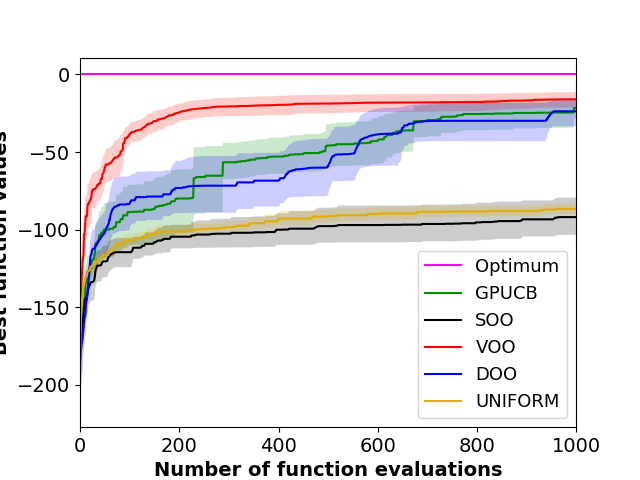 Best function values
0
−50
−100
−150
−200
Optimum
GPUCB
SOO
VOO
DOO
UNIFORM
0 200 400 600 800 1000
Number of function evaluations